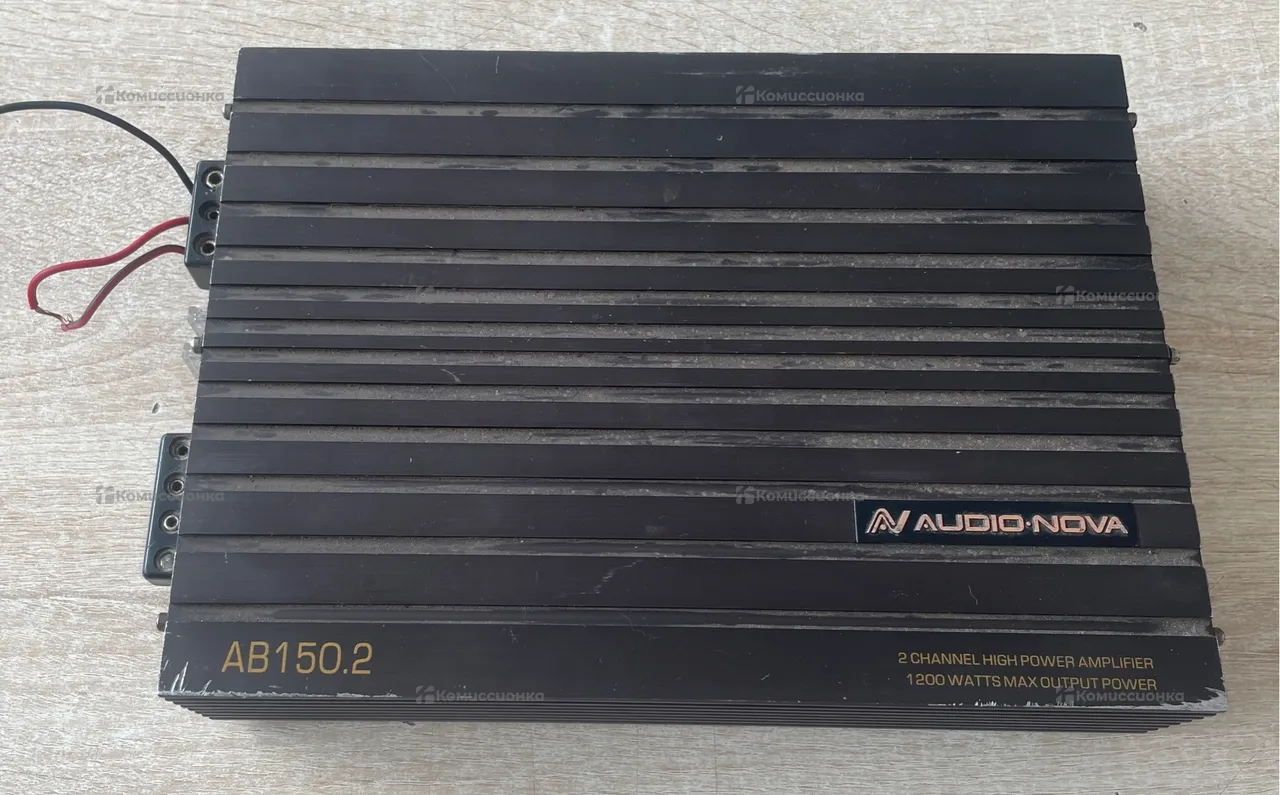 Комиссионка
Комиссионка
Комиссионка
AUDIO·NOVA
Комиссионка
Комиссионка
AB150.2
2 CHANNEL HIGH POWER AMPLIFIER
1200 WATTS MAX OUTPUT POWER
Комиссионка
Комиссионка